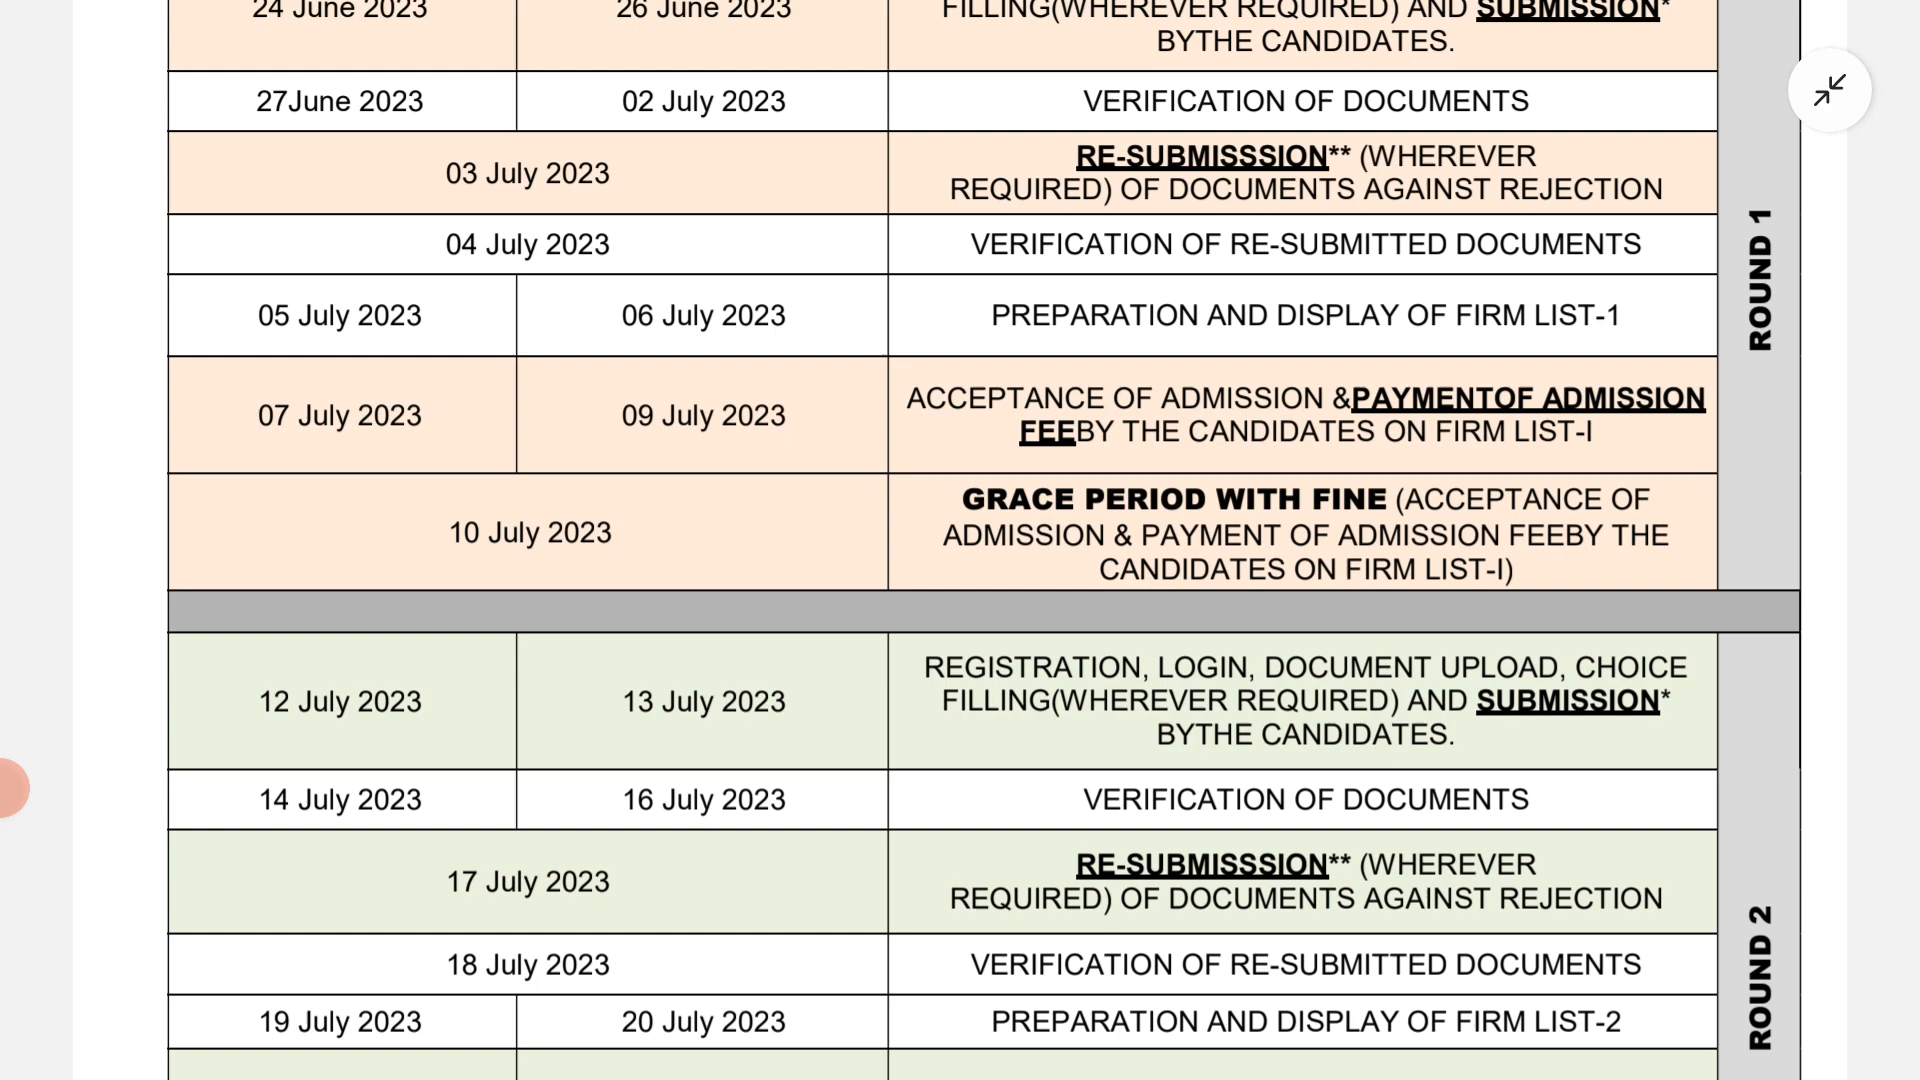 24 June 2023
26 June 2023
FILLING(WHEREVER REQUIRED) AND SUBMISSION*
BYTHE CANDIDATES.
27June 2023
02 July 2023
VERIFICATION OF DOCUMENTS
03 July 2023
RE-SUBMISSSION** (WHEREVER
REQUIRED) OF DOCUMENTS AGAINST REJECTION
04 July 2023
VERIFICATION OF RE-SUBMITTED DOCUMENTS
05 July 2023
06 July 2023
PREPARATION AND DISPLAY OF FIRM LIST-1
07 July 2023
09 July 2023
ACCEPTANCE OF ADMISSION &PAYMENTOF ADMISSION
FEEBY THE CANDIDATES ON FIRM LIST-I
10 July 2023
GRACE PERIOD WITH FINE (ACCEPTANCE OF
ADMISSION & PAYMENT OF ADMISSION FEEBY THE
CANDIDATES ON FIRM LIST-I)
ROUND 1
12 July 2023
13 July 2023
REGISTRATION, LOGIN, DOCUMENT UPLOAD, CHOICE
FILLING(WHEREVER REQUIRED) AND SUBMISSION*
BYTHE CANDIDATES.
14 July 2023
16 July 2023
VERIFICATION OF DOCUMENTS
17 July 2023
RE-SUBMISSSION** (WHEREVER
REQUIRED) OF DOCUMENTS AGAINST REJECTION
18 July 2023
VERIFICATION OF RE-SUBMITTED DOCUMENTS
19 July 2023
20 July 2023
PREPARATION AND DISPLAY OF FIRM LIST-2
ROUND 2